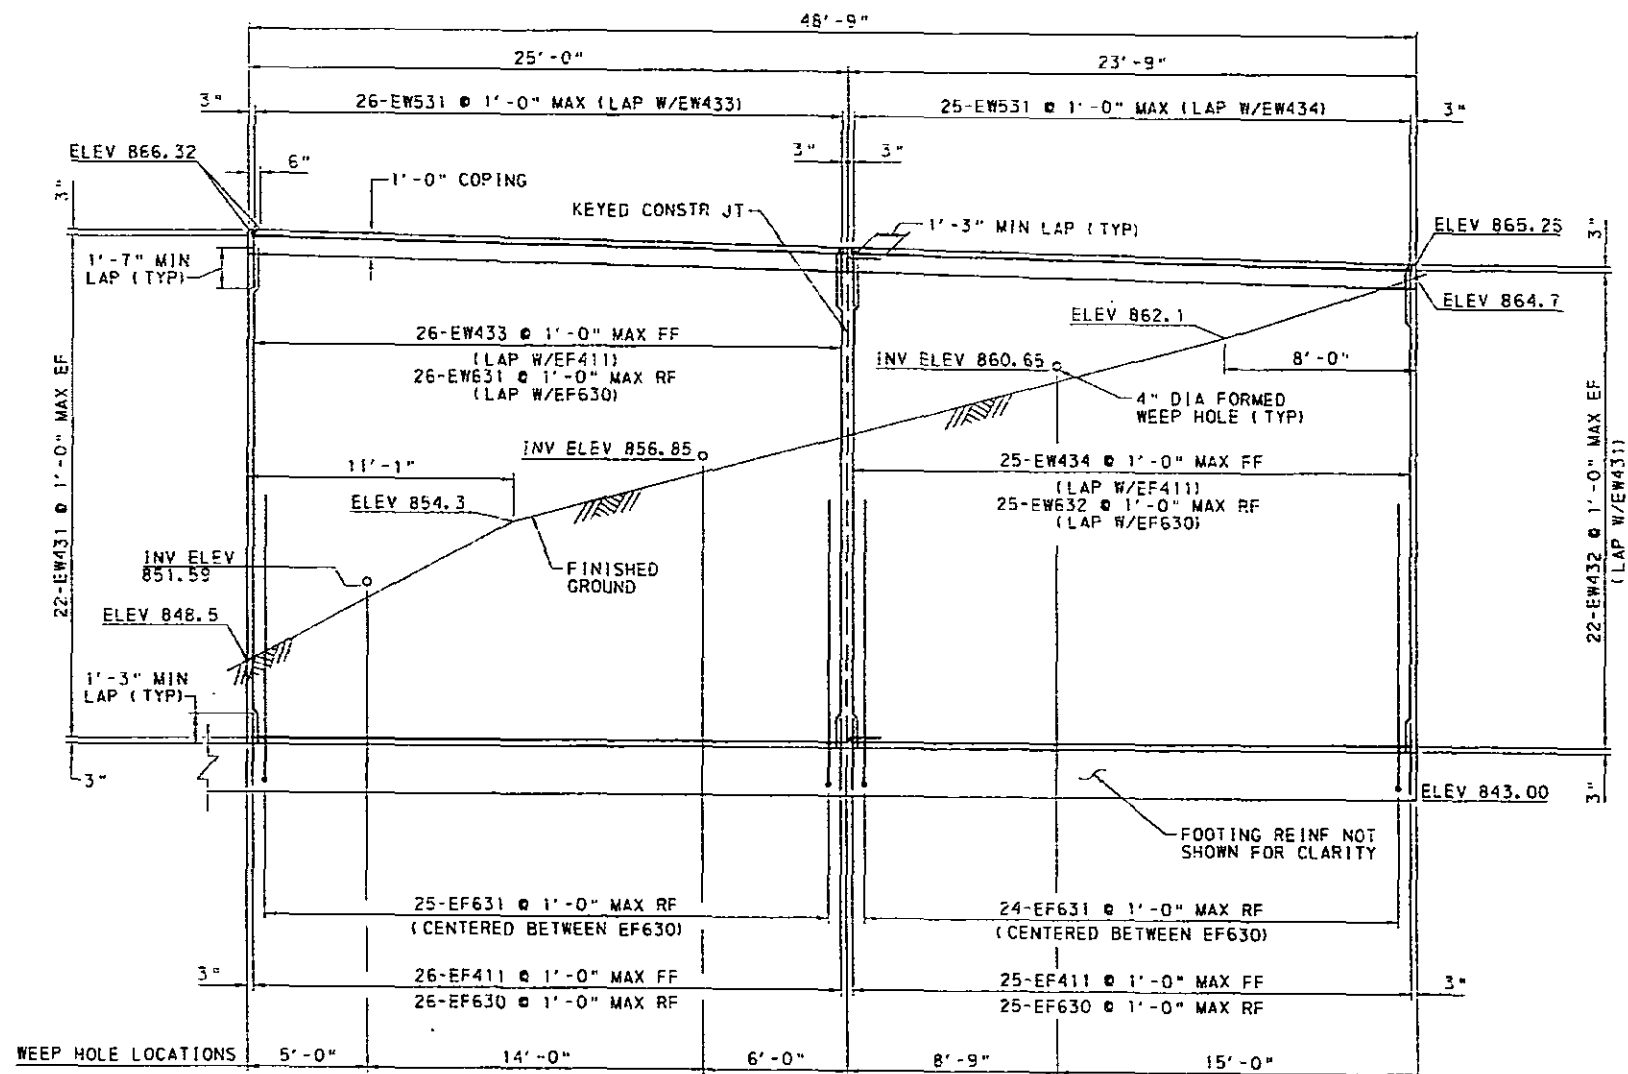 48'-9"
25'-0"
23'-9"
3"
26-EW531 @ 1'-0" MAX (LAP W/EW433)
25-EW531 @ 1'-0" MAX (LAP W/EW434)
3"
ELEV 866.32
6"
3"
3"
3"
1'-0" COPING
KEYED CONSTR JT
1'-3" MIN LAP (TYP)
ELEV 865.25
3"
1'-7" MIN
LAP (TYP)
ELEV 864.7
26-EW433 @ 1'-0" MAX FF
(LAP W/EF411)
26-EW631 @ 1'-0" MAX RF
(LAP W/EF630)
ELEV 862.1
8'-0"
INV ELEV 860.65
4" DIA FORMED
WEEP HOLE (TYP)
22-EW431 @ 1'-0" MAX EF
22-EW432 @ 1'-0" MAX EF
(LAP W/EW431)
INV ELEV 856.85
11'-1"
ELEV 854.3
25-EW434 @ 1'-0" MAX FF
(LAP W/EF411)
25-EW632 @ 1'-0" MAX RF
(LAP W/EF630)
INV ELEV
851.59
FINISHED
GROUND
ELEV 848.5
1'-3" MIN
LAP (TYP)
3"
ELEV 843.00
3"
FOOTING REINF NOT
SHOWN FOR CLARITY
25-EF631 @ 1'-0" MAX RF
(CENTERED BETWEEN EF630)
24-EF631 @ 1'-0" MAX RF
(CENTERED BETWEEN EF630)
3"
26-EF411 @ 1'-0" MAX FF
26-EF630 @ 1'-0" MAX RF
25-EF411 @ 1'-0" MAX FF
25-EF630 @ 1'-0" MAX RF
3"
WEEP HOLE LOCATIONS
5'-0"
14'-0"
6'-0"
8'-9"
15'-0"